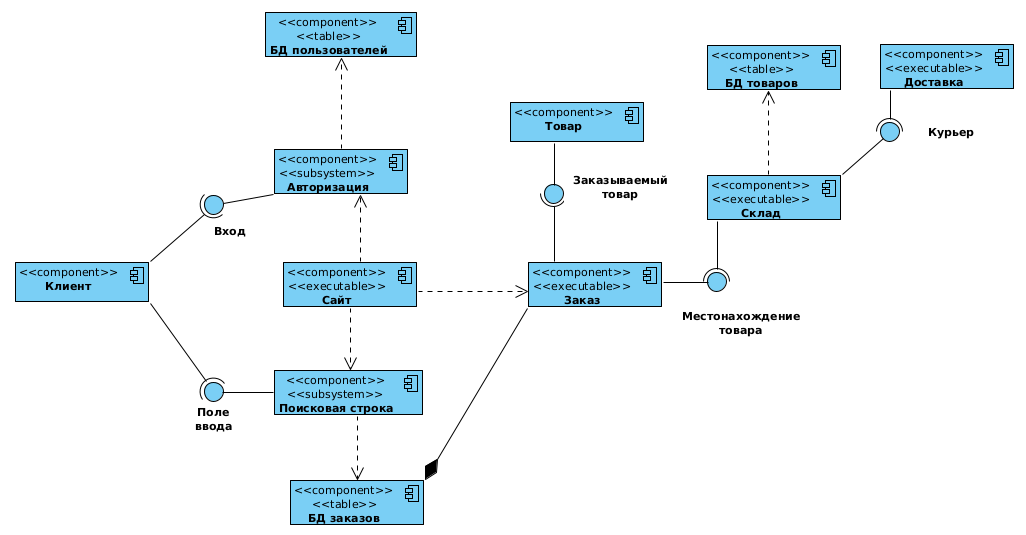 <<component>>
<<table>>
БД пользователей
<<component>>
<<table>>
БД товаров
<<component>>
<<executable>>
Доставка
<<component>>
Товар
Курьер
<<component>>
<<subsystem>>
Авторизация
Заказываемый
товар
<<component>>
<<executable>>
Склад
Вход
<<component>>
Клиент
<<component>>
<<executable>>
Сайт
<<component>>
<<executable>>
Заказ
Местонахождение
товара
<<component>>
<<subsystem>>
Поисковая строка
Поле
ввода
<<component>>
<<table>>
БД заказов